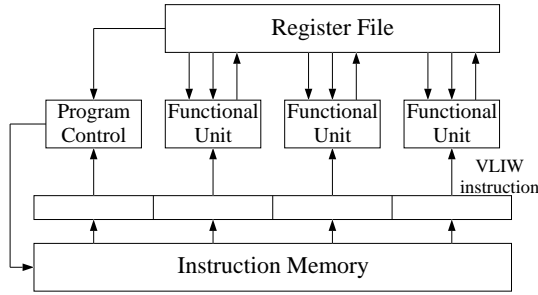 Register File
Program
Control
Functional
Unit
Functional
Unit
Functional
Unit
VLIW
instruction
Instruction Memory